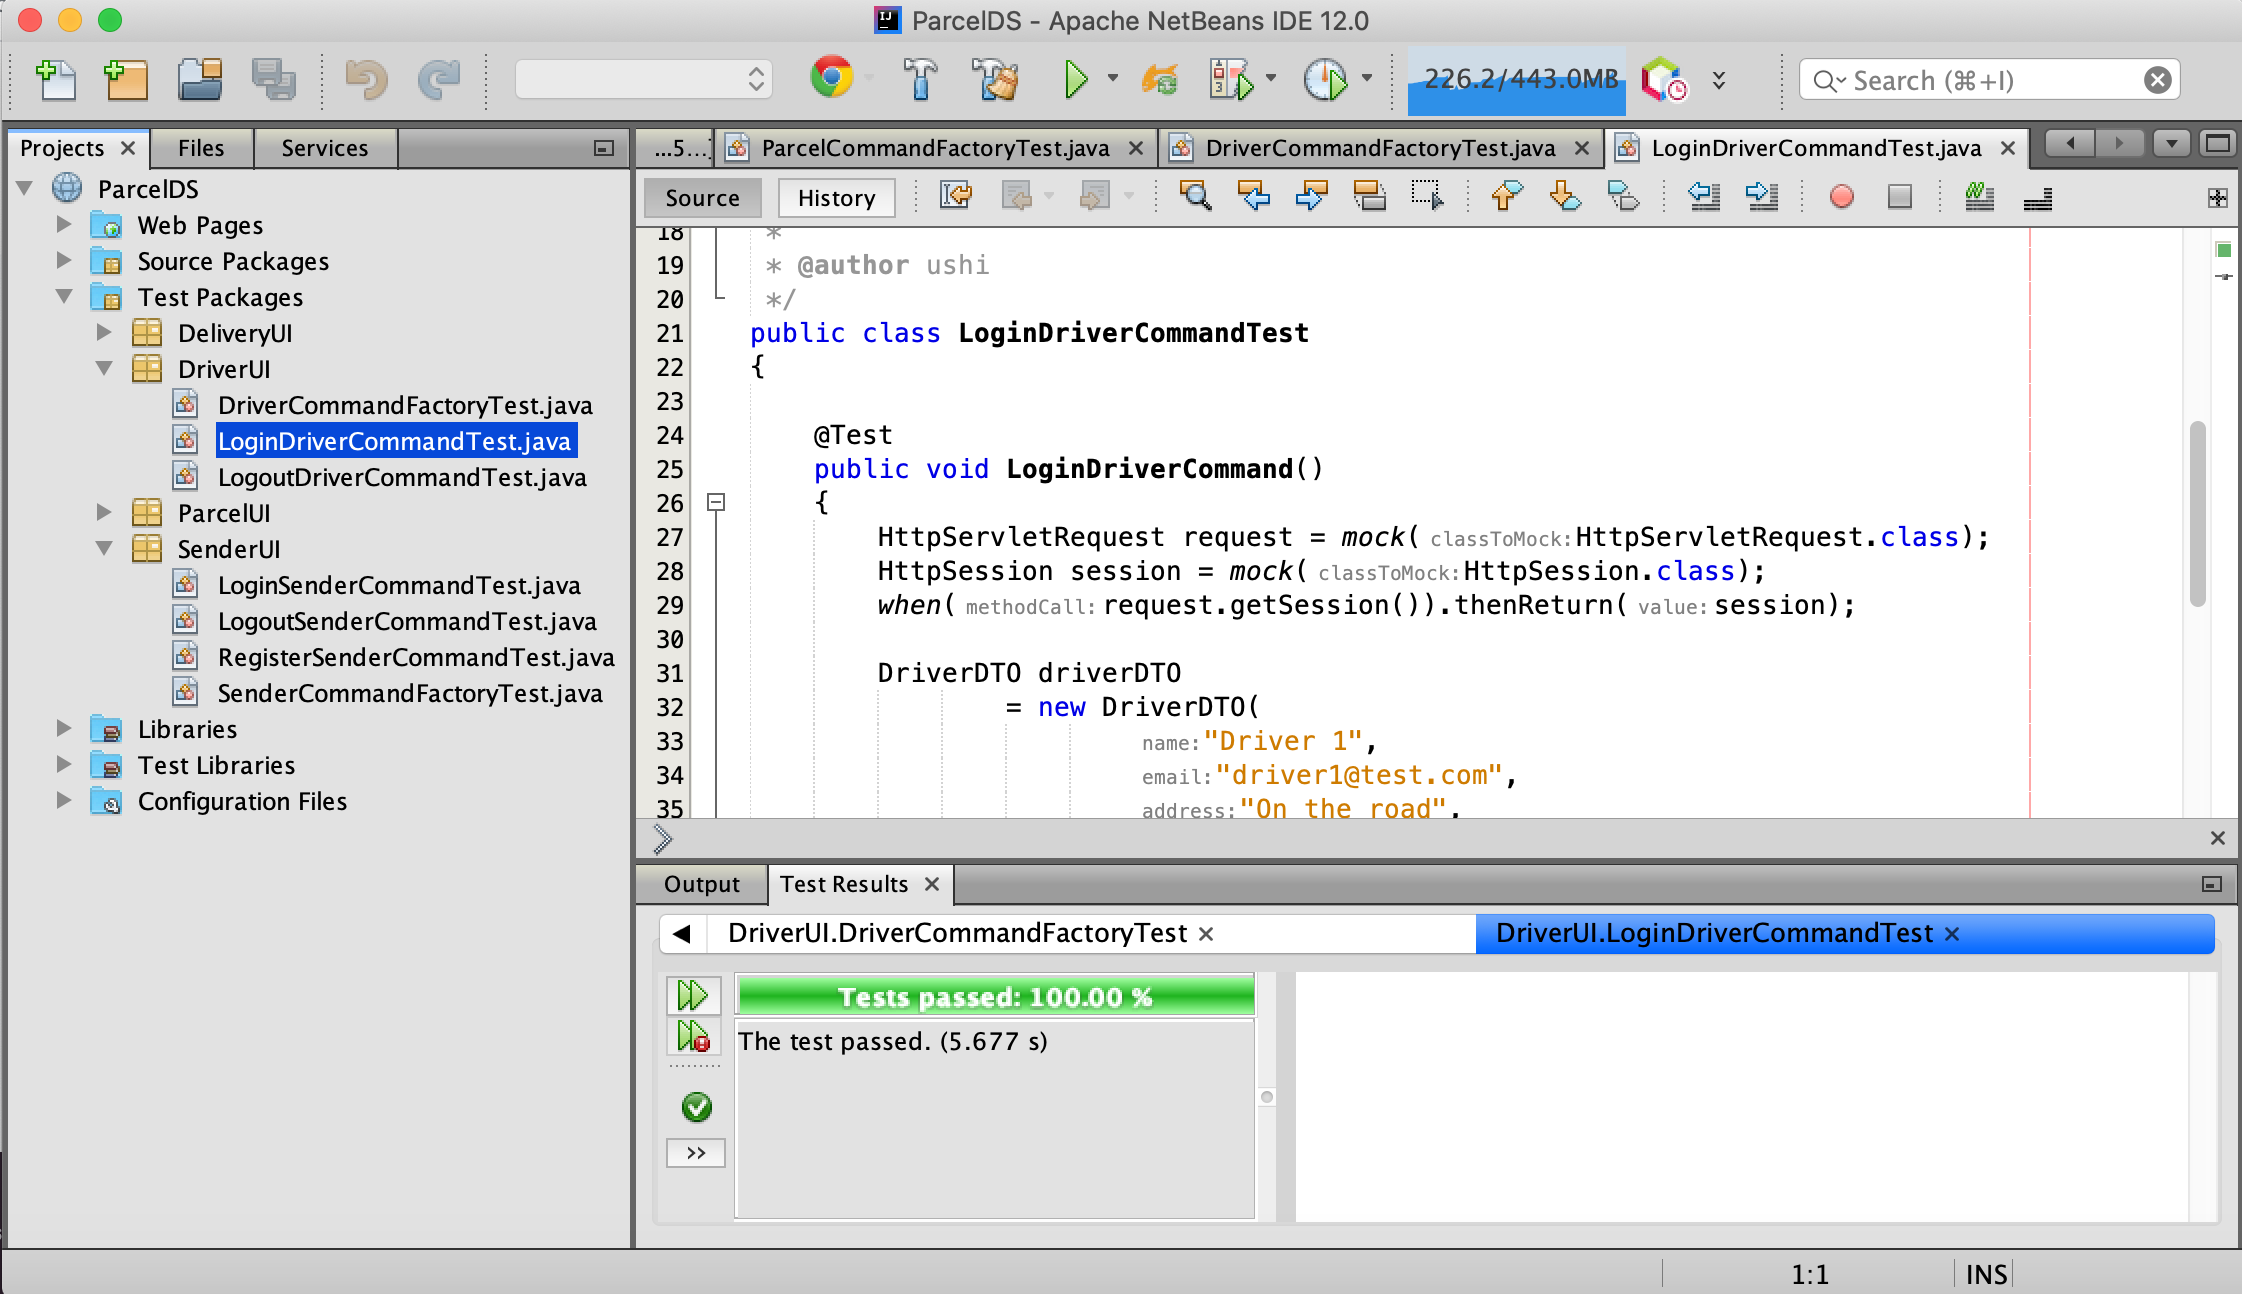 ParcelDS - Apache NetBeans IDE 12.0
226.2/443.0MB
Search (⌘+I)
Projects
Files
Services
ParcelDS
Web Pages
Source Packages
Test Packages
DeliveryUI
DriverUI
DriverCommandFactoryTest.java
LoginDriverCommandTest.java
LogoutDriverCommandTest.java
ParcelUI
SenderUI
LoginSenderCommandTest.java
LogoutSenderCommandTest.java
RegisterSenderCommandTest.java
SenderCommandFactoryTest.java
Libraries
Test Libraries
Configuration Files
...5...
ParcelCommandFactoryTest.java
DriverCommandFactoryTest.java
LoginDriverCommandTest.java
Source
History
18 *
19 * @author ushi
20 */
21 public class LoginDriverCommandTest
22 {
23
24 @Test
25 public void LoginDriverCommand()
26 {
27 HttpServletRequest request = mock( classToMock: HttpServletRequest.class);
28 HttpSession session = mock( classToMock: HttpSession.class);
29 when( methodCall: request.getSession()).thenReturn( value: session);
30
31 DriverDTO driverDTO
32 = new DriverDTO(
33 name: "Driver 1",
34 email: "driver1@test.com",
35 address: "On the road",
Output
Test Results
DriverUI.DriverCommandFactoryTest
DriverUI.LoginDriverCommandTest
Tests passed: 100.00 %
The test passed. (5.677 s)
>>
1:1
INS